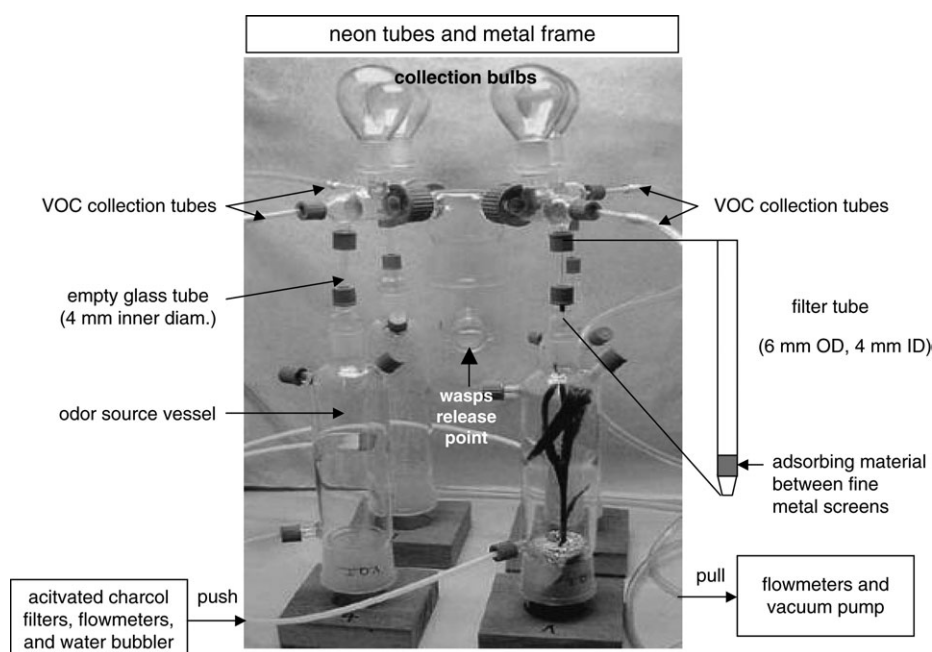 neon tubes and metal frame
collection bulbs
VOC collection tubes
VOC collection tubes
empty glass tube
(4 mm inner diam.)
filter tube
(6 mm OD, 4 mm ID)
wasps
release
point
odor source vessel
adsorbing material
between fine
metal screens
acitvated charcol
filters, flowmeters,
and water bubbler
push
pull
flowmeters and
vacuum pump